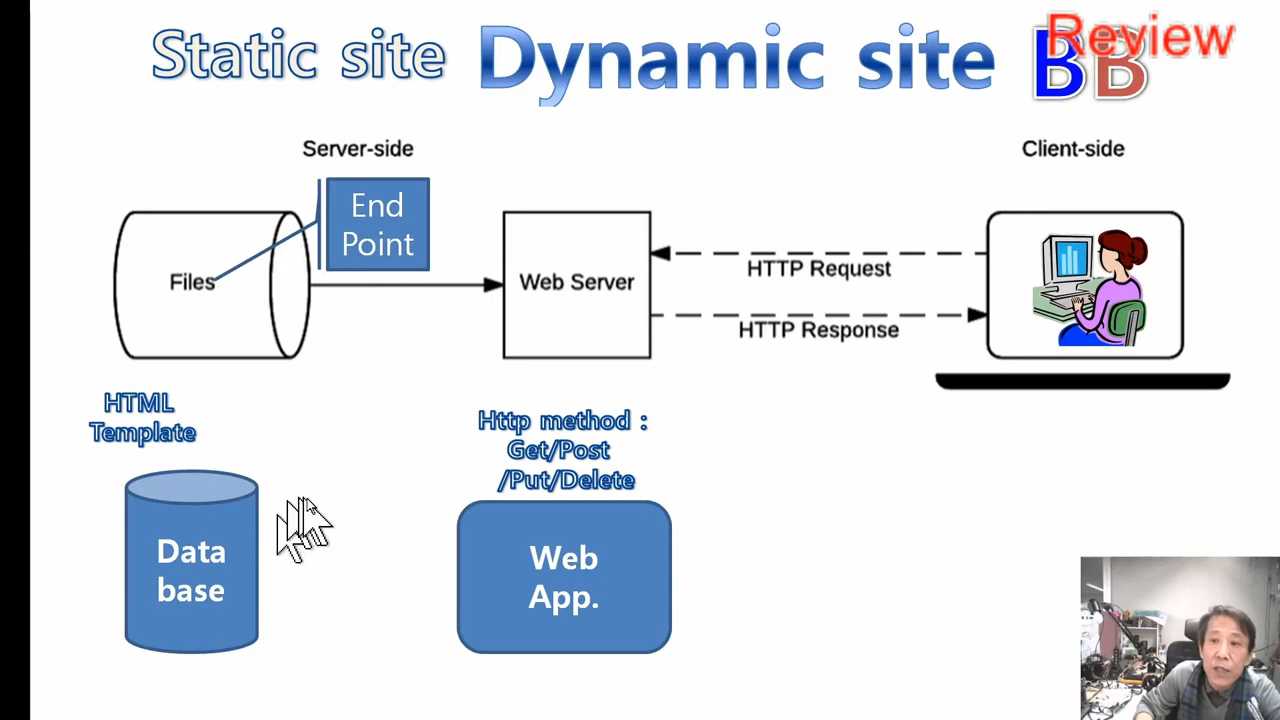 Static site Dynamic site BB
Review
Server-side
Client-side
End
Point
Files
Web Server
HTTP Request
HTTP Response
HTML
Template
Http method :
Get/Post
/Put/Delete
Data
base
Web
App.